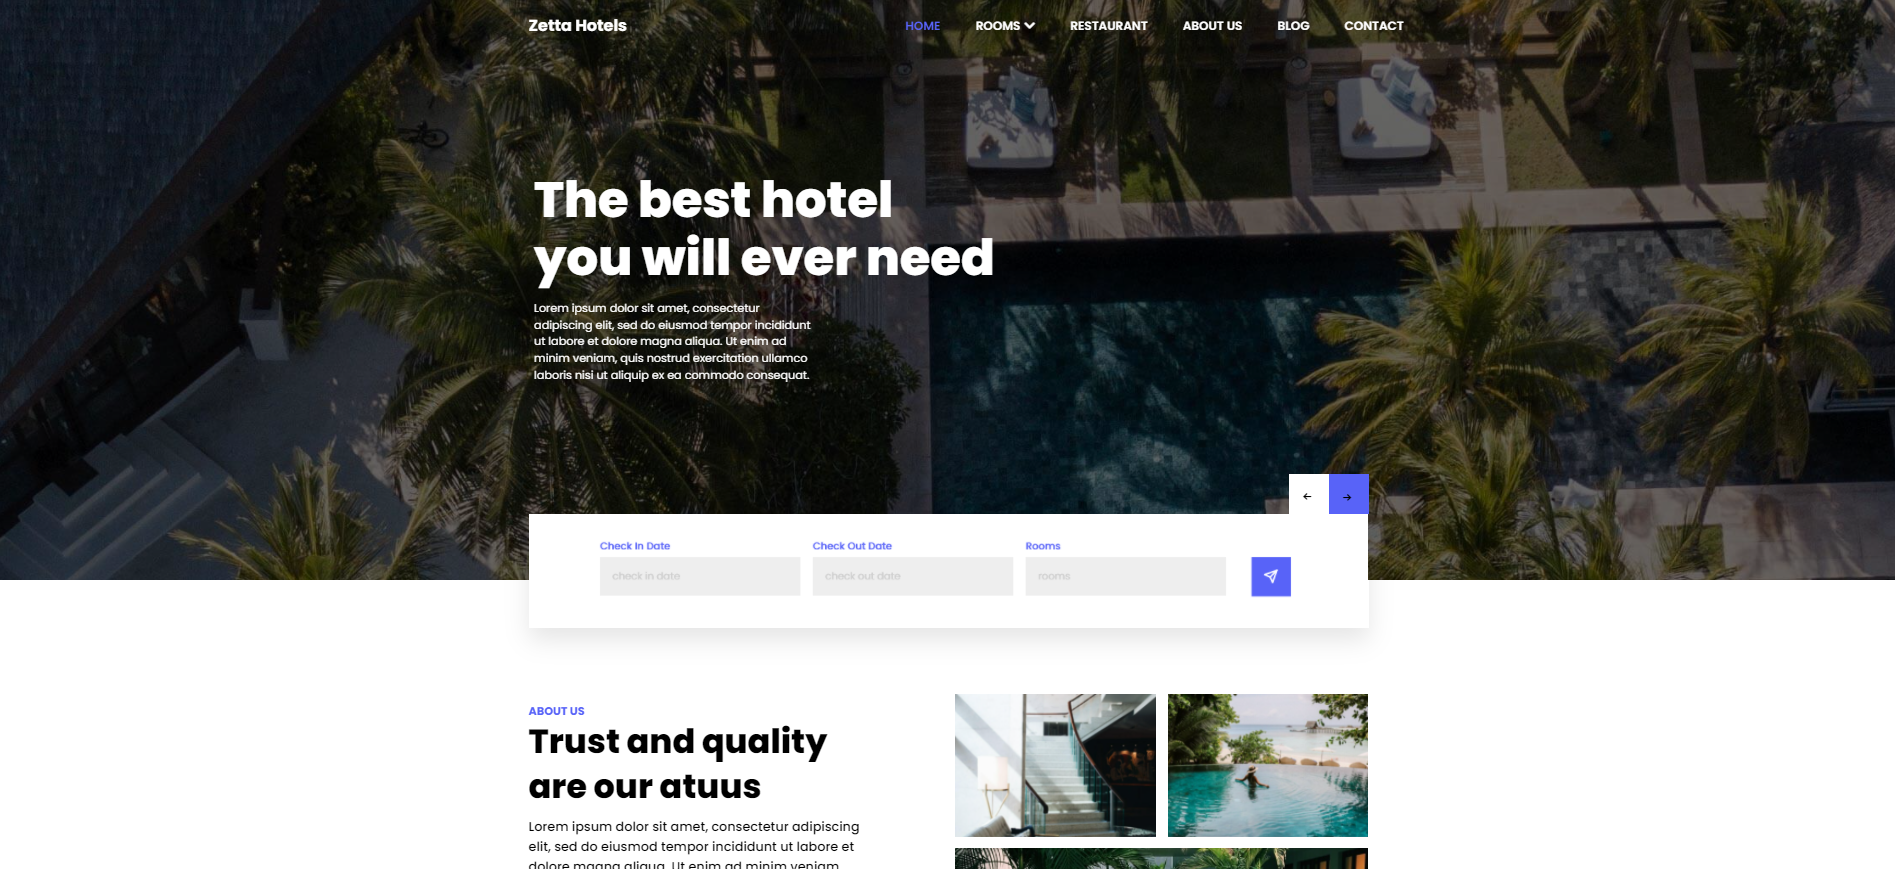 Zetta Hotels
HOME ROOMS RESTAURANT ABOUT US BLOG CONTACT
The best hotel
you will ever need
Lorem ipsum dolor sit amet, consectetur
adipiscing elit, sed do eiusmod tempor incididunt
ut labore et dolore magna aliqua. Ut enim ad
minim veniam, quis nostrud exercitation ullamco
laboris nisi ut aliquip ex ea commodo consequat.
Check In Date Check Out Date Rooms
check in date check out date rooms
ABOUT US
Trust and quality
are our atuus
Lorem ipsum dolor sit amet, consectetur adipiscing
elit, sed do eiusmod tempor incididunt ut labore et
dolore magna aliqua. Ut enim ad minim veniam